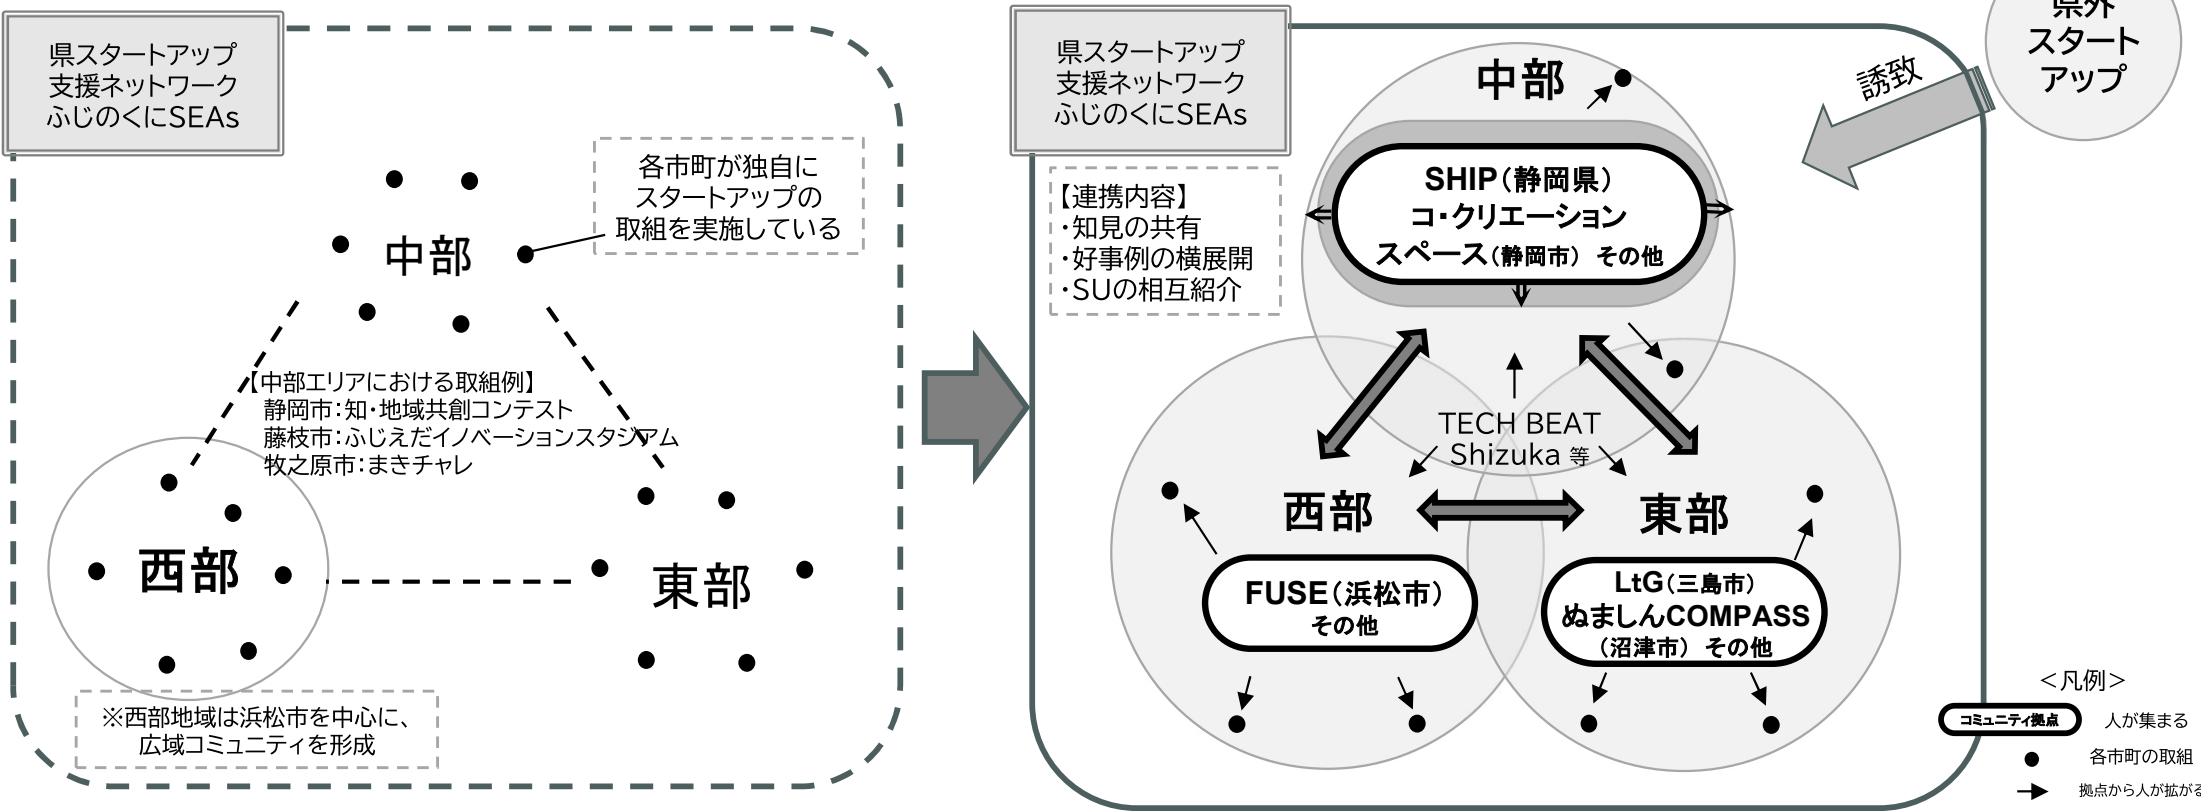 県スタートアップ
支援ネットワーク
ふじのくにSEAs
各市町が独自に
スタートアップの
取組を実施している
中部
【中部エリアにおける取組例】
静岡市：知・地域共創コンテスト
藤枝市：ふじえだイノベーションスタジアム
牧之原市：まきチャレ
西部
東部
※西部地域は浜松市を中心に、
広域コミュニティを形成
県スタートアップ
支援ネットワーク
ふじのくにSEAs
県外
スタート
アップ
誘致
【連携内容】
・知見の共有
・好事例の横展開
・SUの相互紹介
中部
SHIP（静岡県）
コ・クリエーション
スペース（静岡市） その他
TECH BEAT
Shizuka 等
西部
東部
FUSE（浜松市）
その他
LtG（三島市）
ぬましんCOMPASS
（沼津市） その他
＜凡例＞
コミュニティ拠点 人が集まる
各市町の取組
拠点から人が拡がる